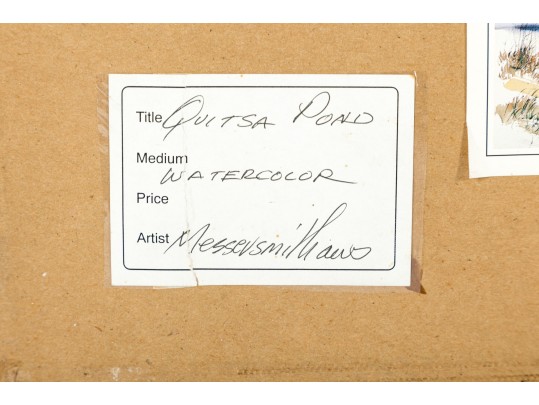 Title Quitsa Pond
Medium
WATERCOLOR
Price
Artist